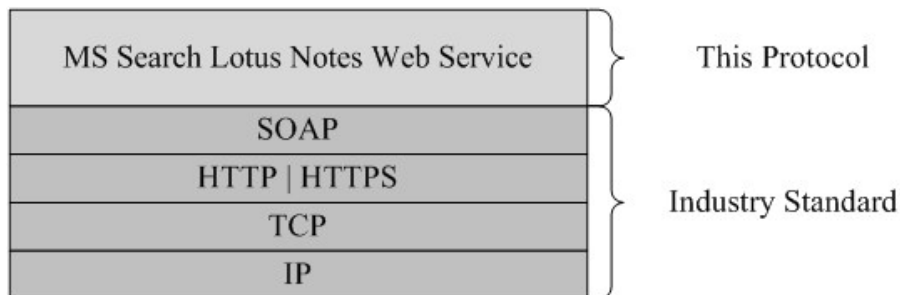 MS Search Lotus Notes Web Service
This Protocol
SOAP
HTTP | HTTPS
TCP
IP
Industry Standard